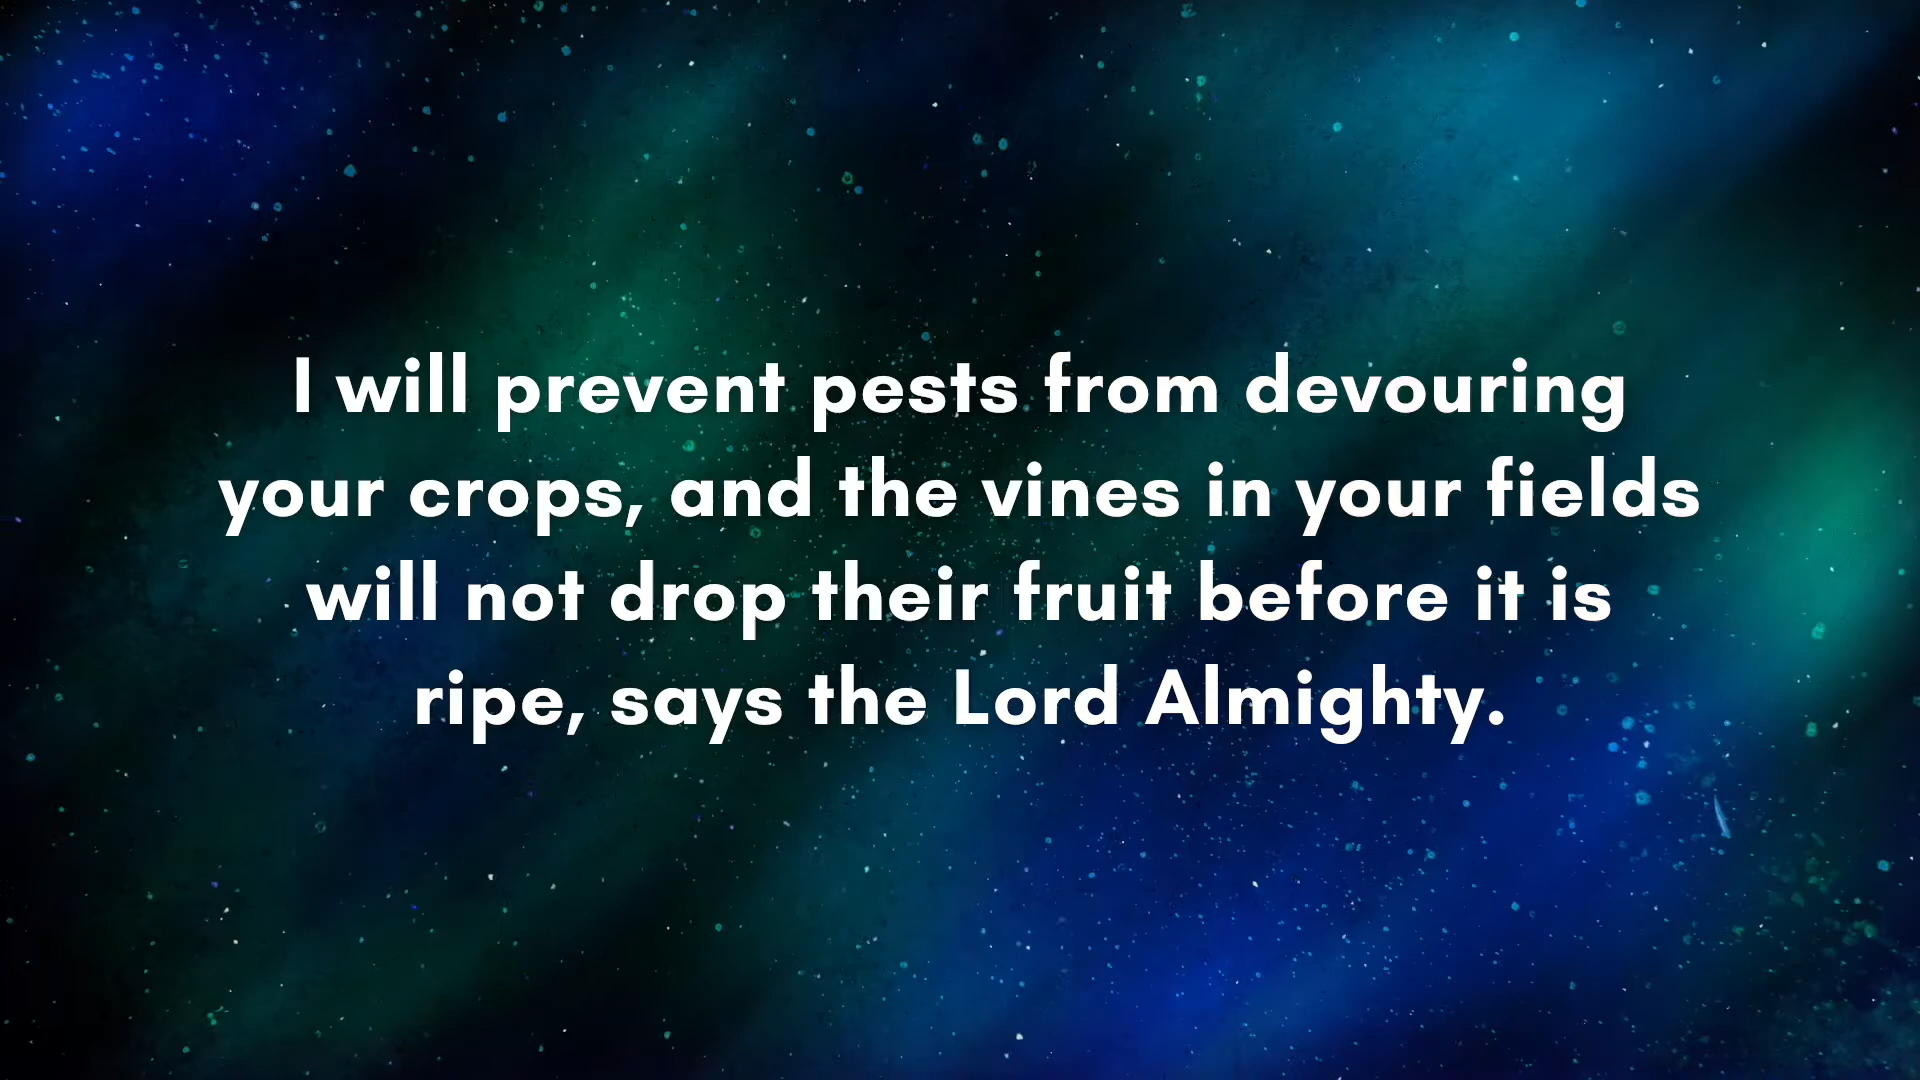 I will prevent pests from devouring
your crops, and the vines in your fields
will not drop their fruit before it is
ripe, says the Lord Almighty.